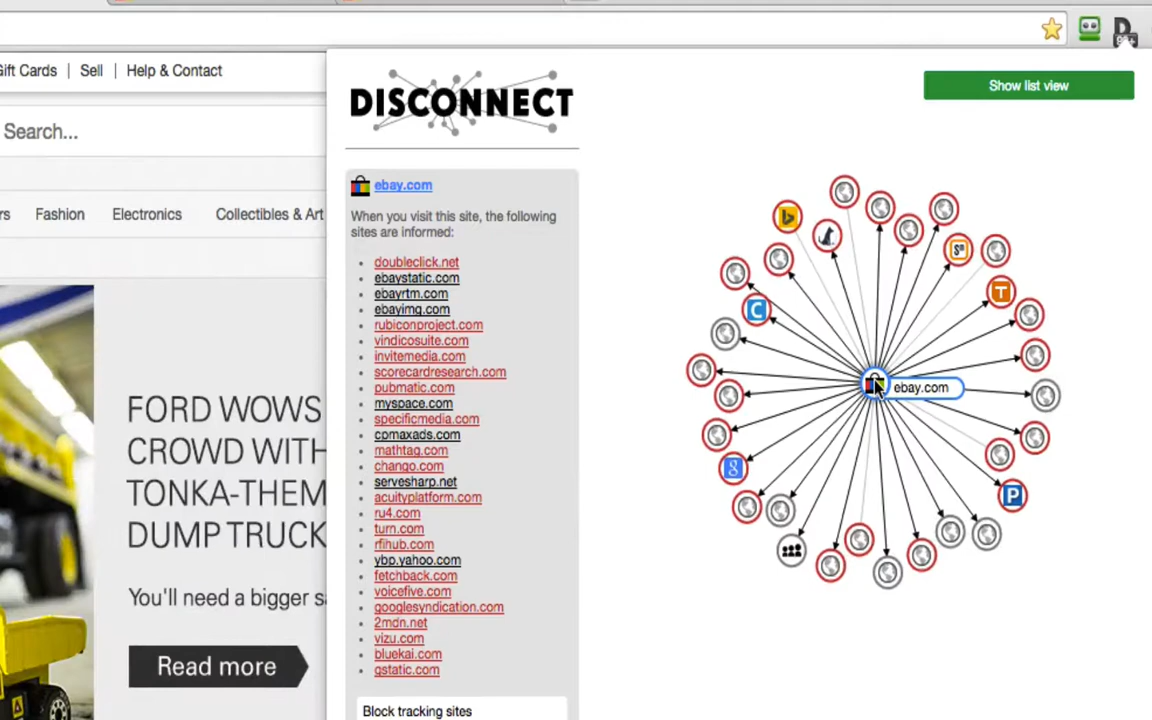 Gift Cards | Sell | Help & Contact
Search...
Fashion Electronics Collectibles & Art
FORD WOWS
CROWD WITH
TONKA-THEM
DUMP TRUCK
You'll need a bigger sa
Read more
DISCONNECT
ebay.com
When you visit this site, the following
sites are informed:
doubleclick.net
ebaystatic.com
ebayrtm.com
ebayimg.com
rubiconproject.com
vindicosuite.com
invitemedia.com
scorecardresearch.com
pubmatic.com
myspace.com
specificmedia.com
cpmaxads.com
mathtag.com
chango.com
servesharp.net
acuityplatform.com
ru4.com
turn.com
rfihub.com
ybp.yahoo.com
fetchback.com
voicefive.com
googlesyndication.com
2mdn.net
vizu.com
bluekai.com
gstatic.com
Block tracking sites
Show list view
ebay.com